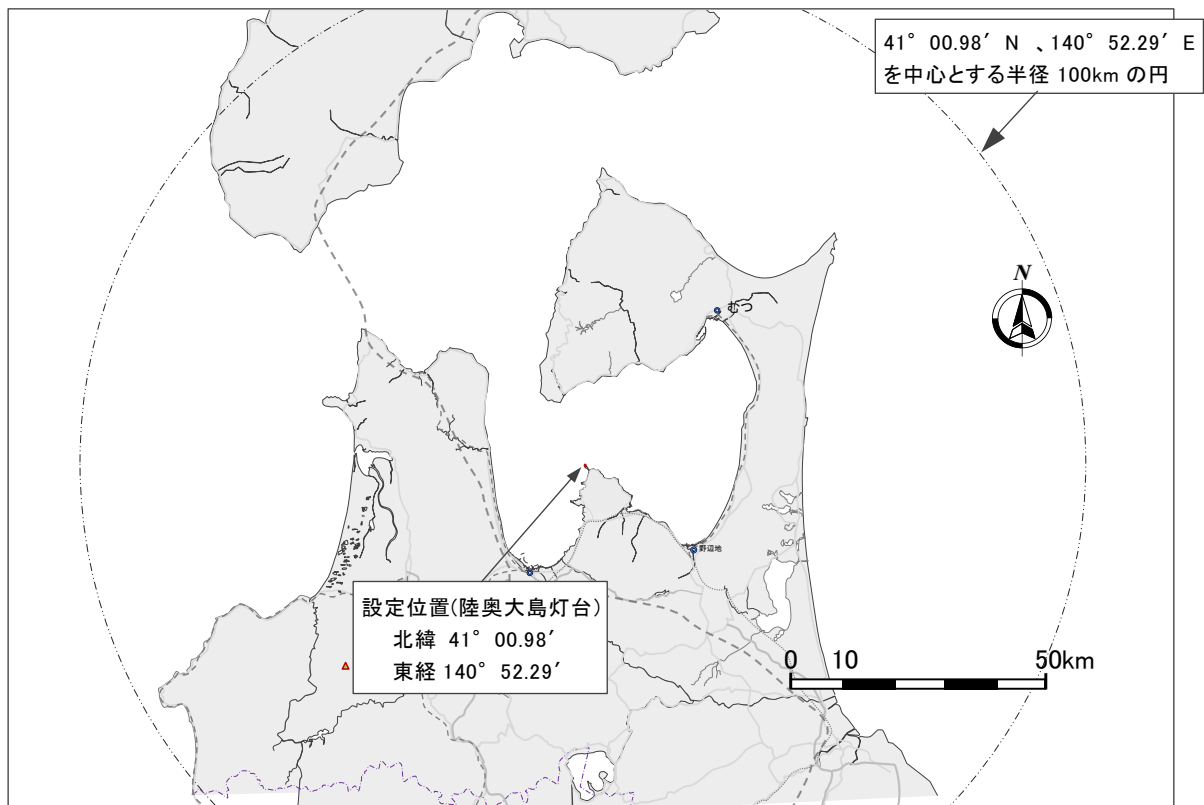 41° 00.98′ N 、140° 52.29′ E
を中心とする半径 100km の円
N
むつ
野辺地
設定位置(陸奥大島灯台)
北緯 41° 00.98′
東経 140° 52.29′
0 10 50km